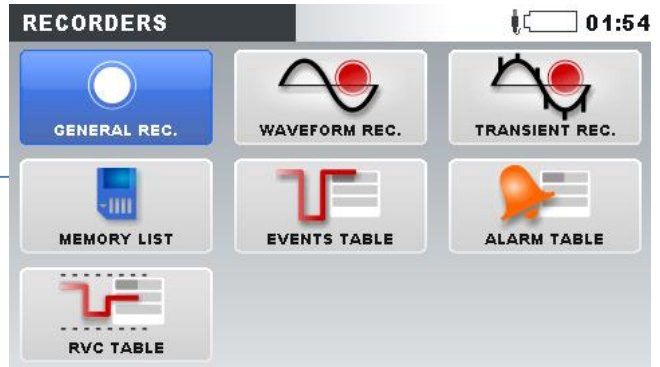 RECORDERS 01:54
GENERAL REC. WAVEFORM REC. TRANSIENT REC.
MEMORY LIST EVENTS TABLE ALARM TABLE
RVC TABLE